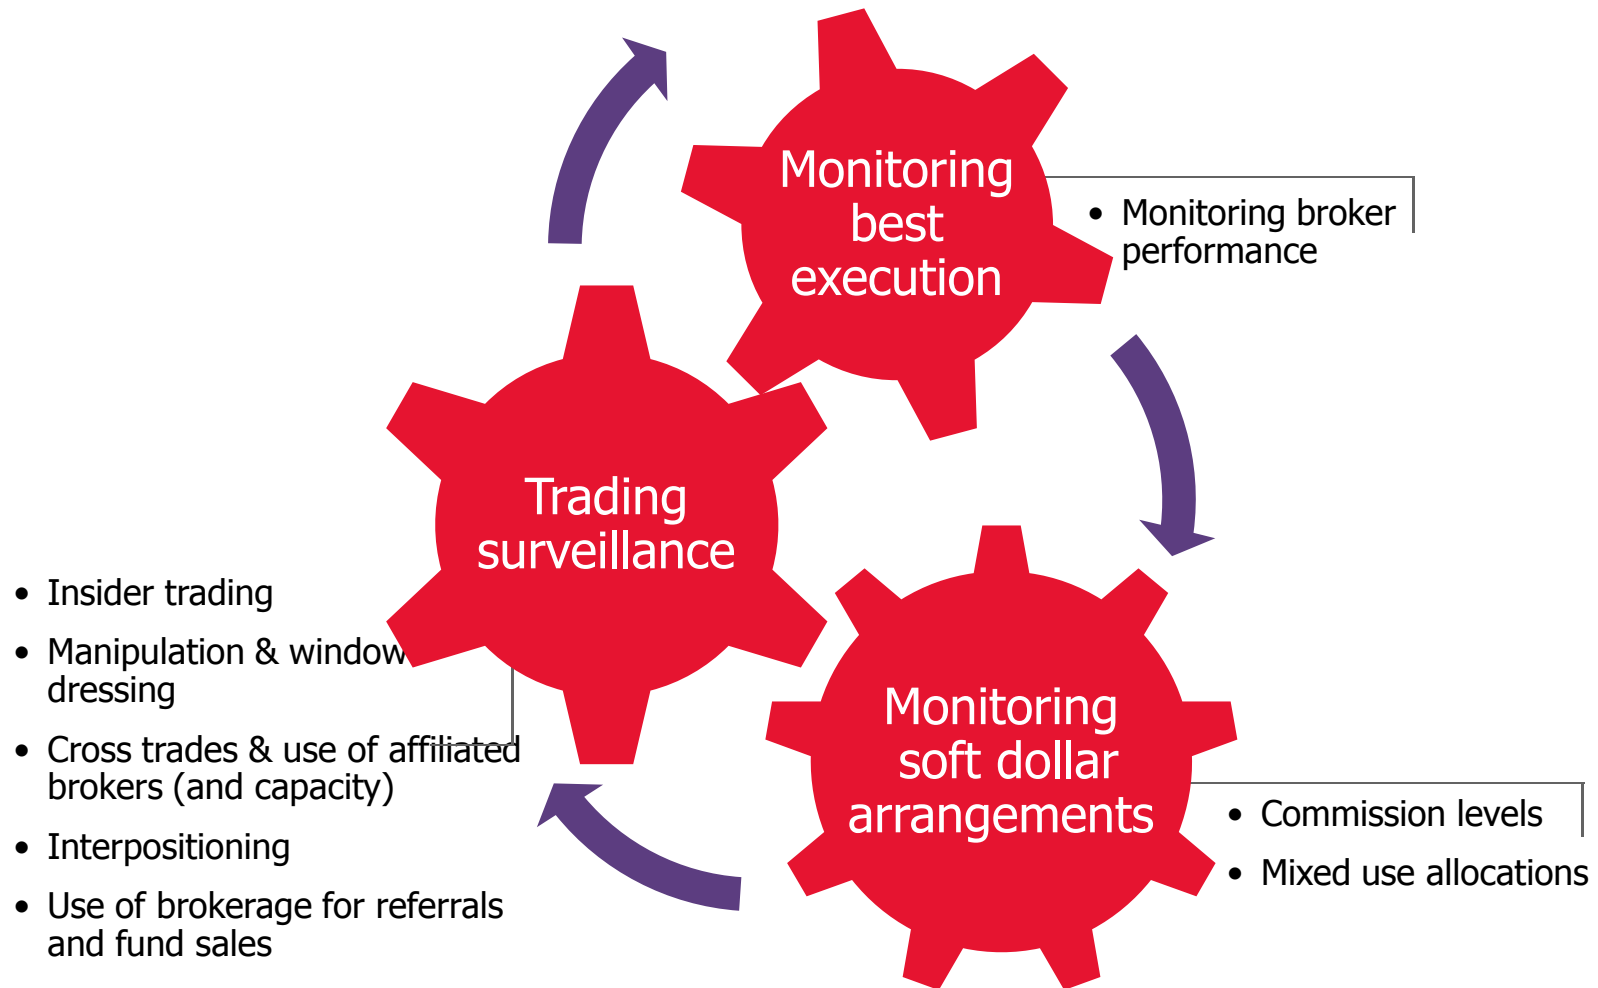 Monitoring
best
execution
• Monitoring broker
performance
Trading
surveillance
• Insider trading
• Manipulation & window
dressing
• Cross trades & use of affiliated
brokers (and capacity)
• Interpositioning
• Use of brokerage for referrals
and fund sales
Monitoring
soft dollar
arrangements
• Commission levels
• Mixed use allocations